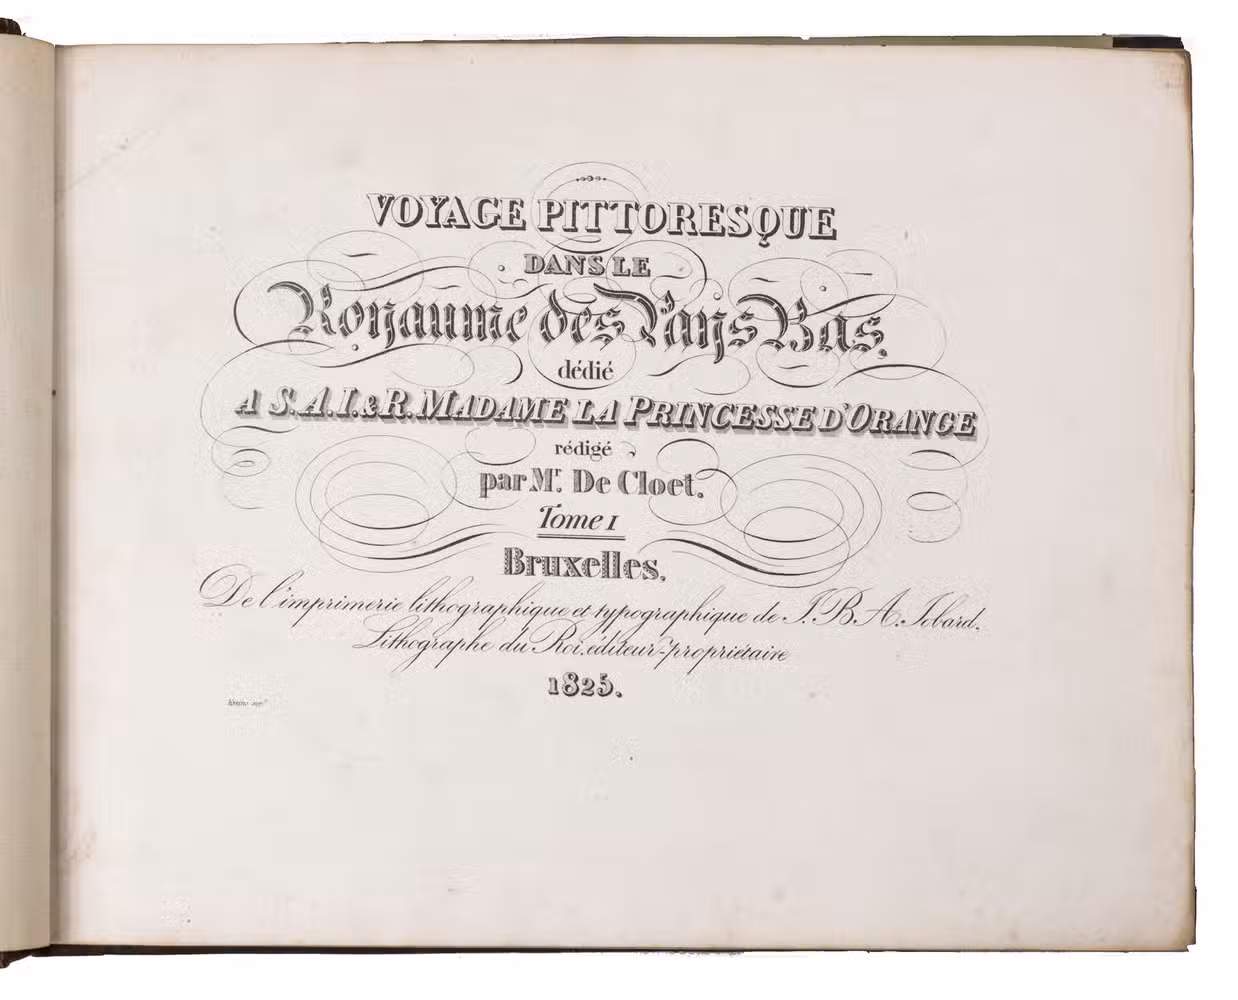 VOYAGE PITTORESQUE
DANS LE
Royaume des Pays Bas,
dédié
A S.A.I. & R. MADAME LA PRINCESSE D'ORANGE
rédigé
par Mr. De Cloet.
Tome I
Bruxelles.
De l'imprimerie lithographique et typographique de J.B.A. Jobard.
Lithographe du Roi, éditeur-propriétaire
1825.